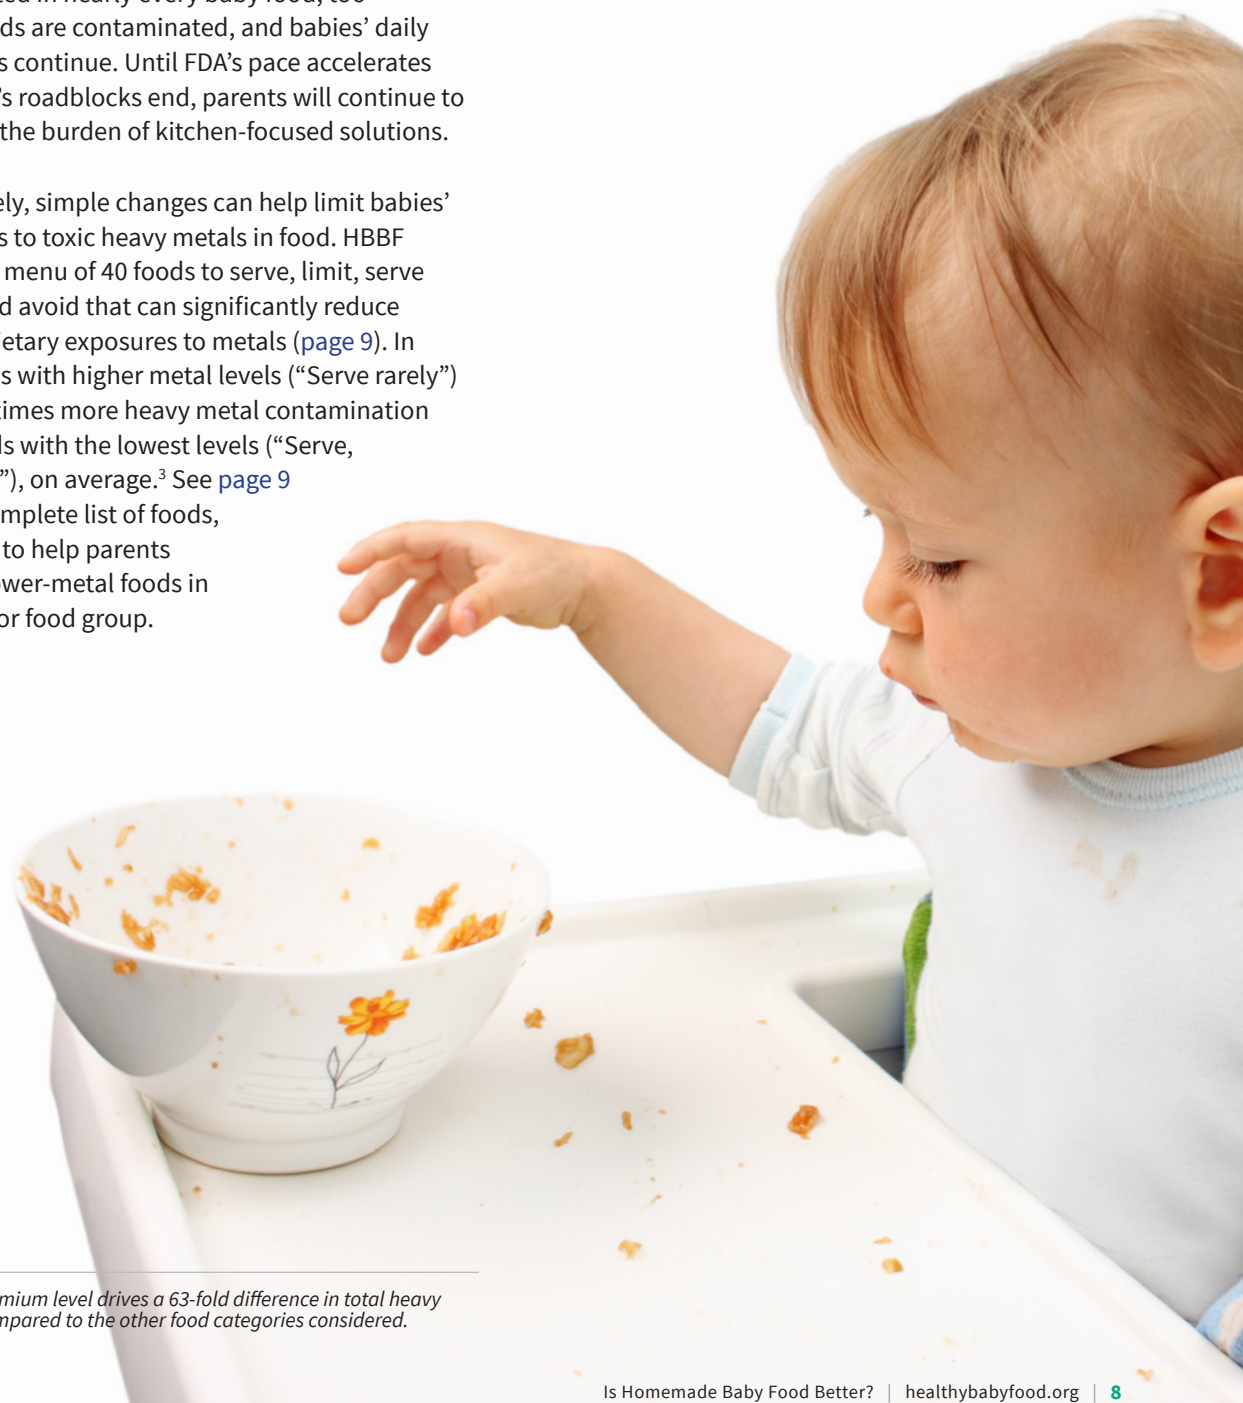 ds are contaminated, and babies’ daily
s continue. Until FDA’s pace accelerates
’s roadblocks end, parents will continue to
the burden of kitchen-focused solutions.
ely, simple changes can help limit babies’
s to toxic heavy metals in food. HBBF
menu of 40 foods to serve, limit, serve
d avoid that can significantly reduce
ietary exposures to metals (page 9). In
s with higher metal levels (“Serve rarely”)
times more heavy metal contamination
ds with the lowest levels (“Serve,
”), on average.³ See page 9
mplete list of foods,
to help parents
ower-metal foods in
or food group.
mium level drives a 63-fold difference in total heavy
mpared to the other food categories considered.
Is Homemade Baby Food Better? | healthybabyfood.org | 8